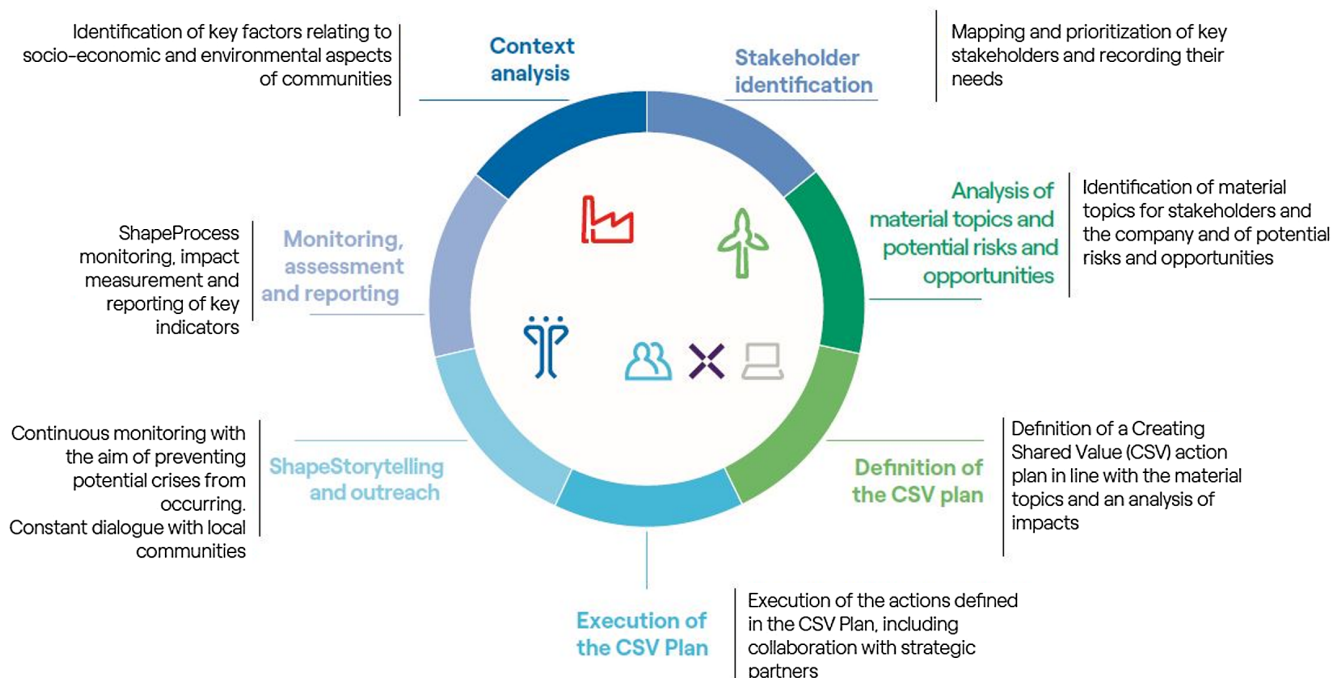 Context
analysis
Identification of key factors relating to
socio-economic and environmental aspects
of communities
Stakeholder
identification
Mapping and prioritization of key
stakeholders and recording their
needs
Analysis of
material topics and
potential risks and
opportunities
Identification of material
topics for stakeholders and
the company and of potential
risks and opportunities
Definition of
the CSV plan
Definition of a Creating
Shared Value (CSV) action
plan in line with the material
topics and an analysis of
impacts
Execution of
the CSV Plan
Execution of the actions defined
in the CSV Plan, including
collaboration with strategic
partners
ShapeStorytelling
and outreach
Continuous monitoring with
the aim of preventing
potential crises from
occurring.
Constant dialogue with local
communities
Monitoring,
assessment
and reporting
ShapeProcess
monitoring, impact
measurement and
reporting of key
indicators